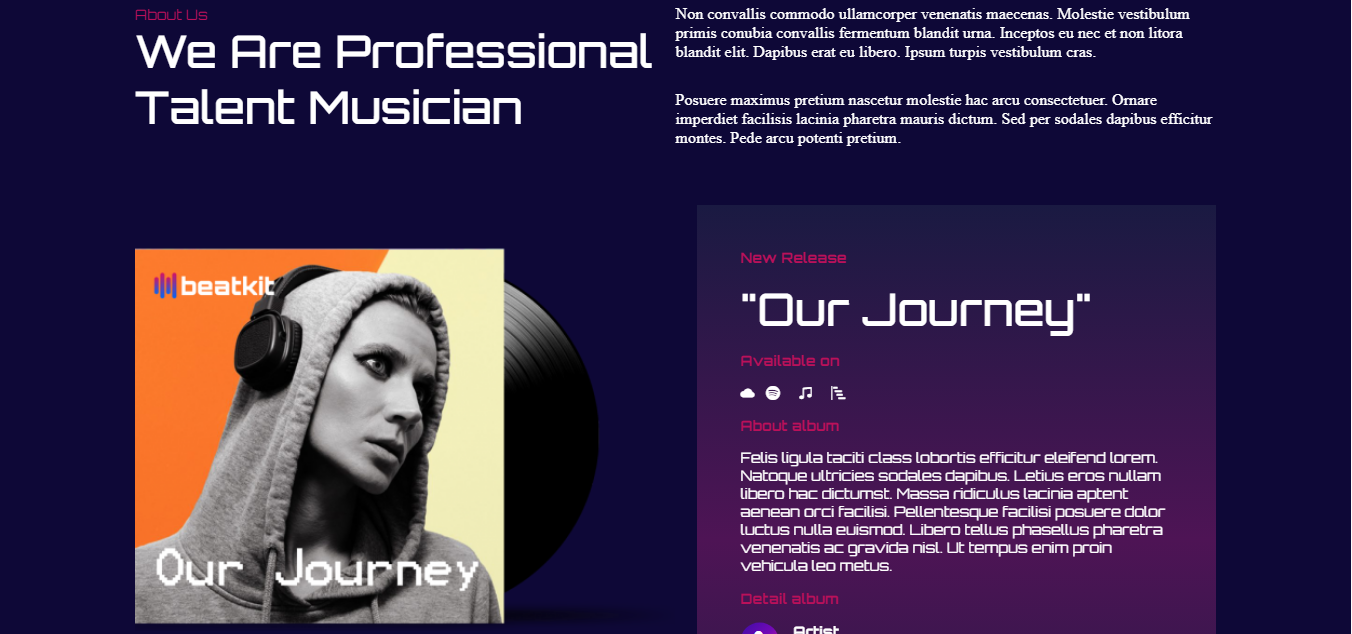 About Us
We Are Professional
Talent Musician
Non convallis commodo ullamcorper venenatis maecenas. Molestie vestibulum
primis conubia convallis fermentum blandit urna. Inceptos eu nec et non litora
blandit elit. Dapibus erat eu libero. Ipsum turpis vestibulum cras.
Posuere maximus pretium nascetur molestie hac arcu consectetuer. Ornare
imperdiet facilisis lacinia pharetra mauris dictum. Sed per sodales dapibus efficitur
montes. Pede arcu potenti pretium.
beatkit
Our Journey
New Release
"Our Journey"
Available on
About album
Felis ligula taciti class lobortis efficitur eleifend lorem.
Natoque ultricies sodales dapibus. Letius eros nullam
libero hac dictumst. Massa ridiculus lacinia aptent
aenean orci facilisi. Pellentesque facilisi posuere dolor
luctus nulla euismod. Libero tellus phasellus pharetra
venenatis ac gravida nisl. Ut tempus enim proin
vehicula leo metus.
Detail album
Artist